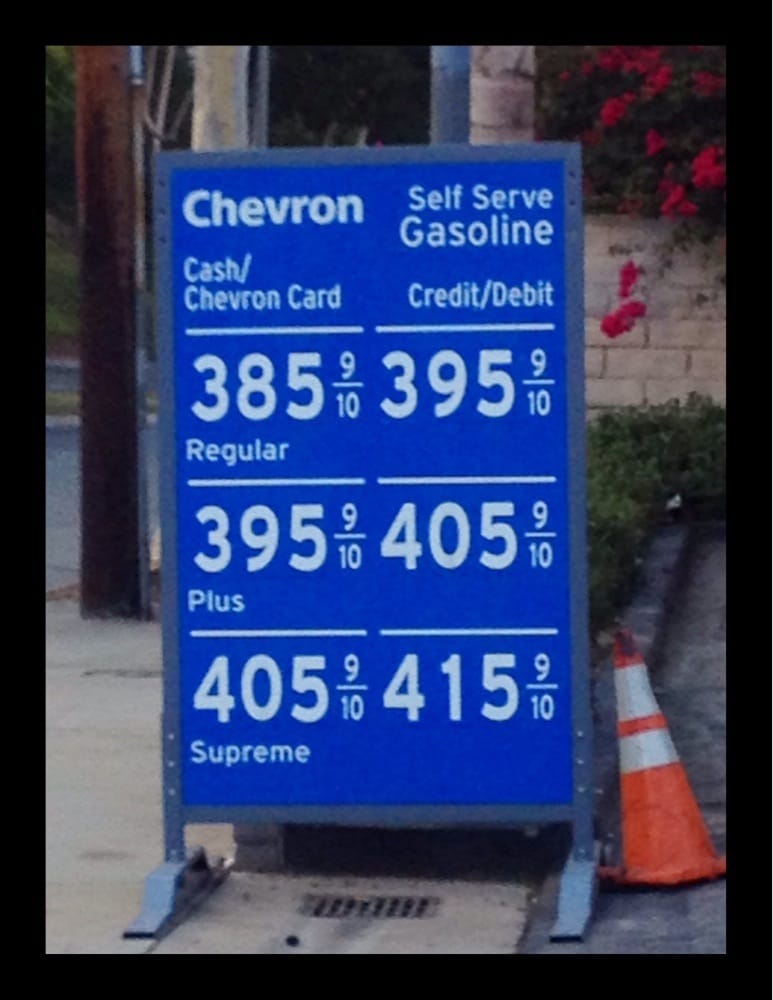 Chevron Self Serve
Gasoline
Cash/
Chevron Card Credit/Debit
385 9/10 395 9/10
Regular
395 9/10 405 9/10
Plus
405 9/10 415 9/10
Supreme